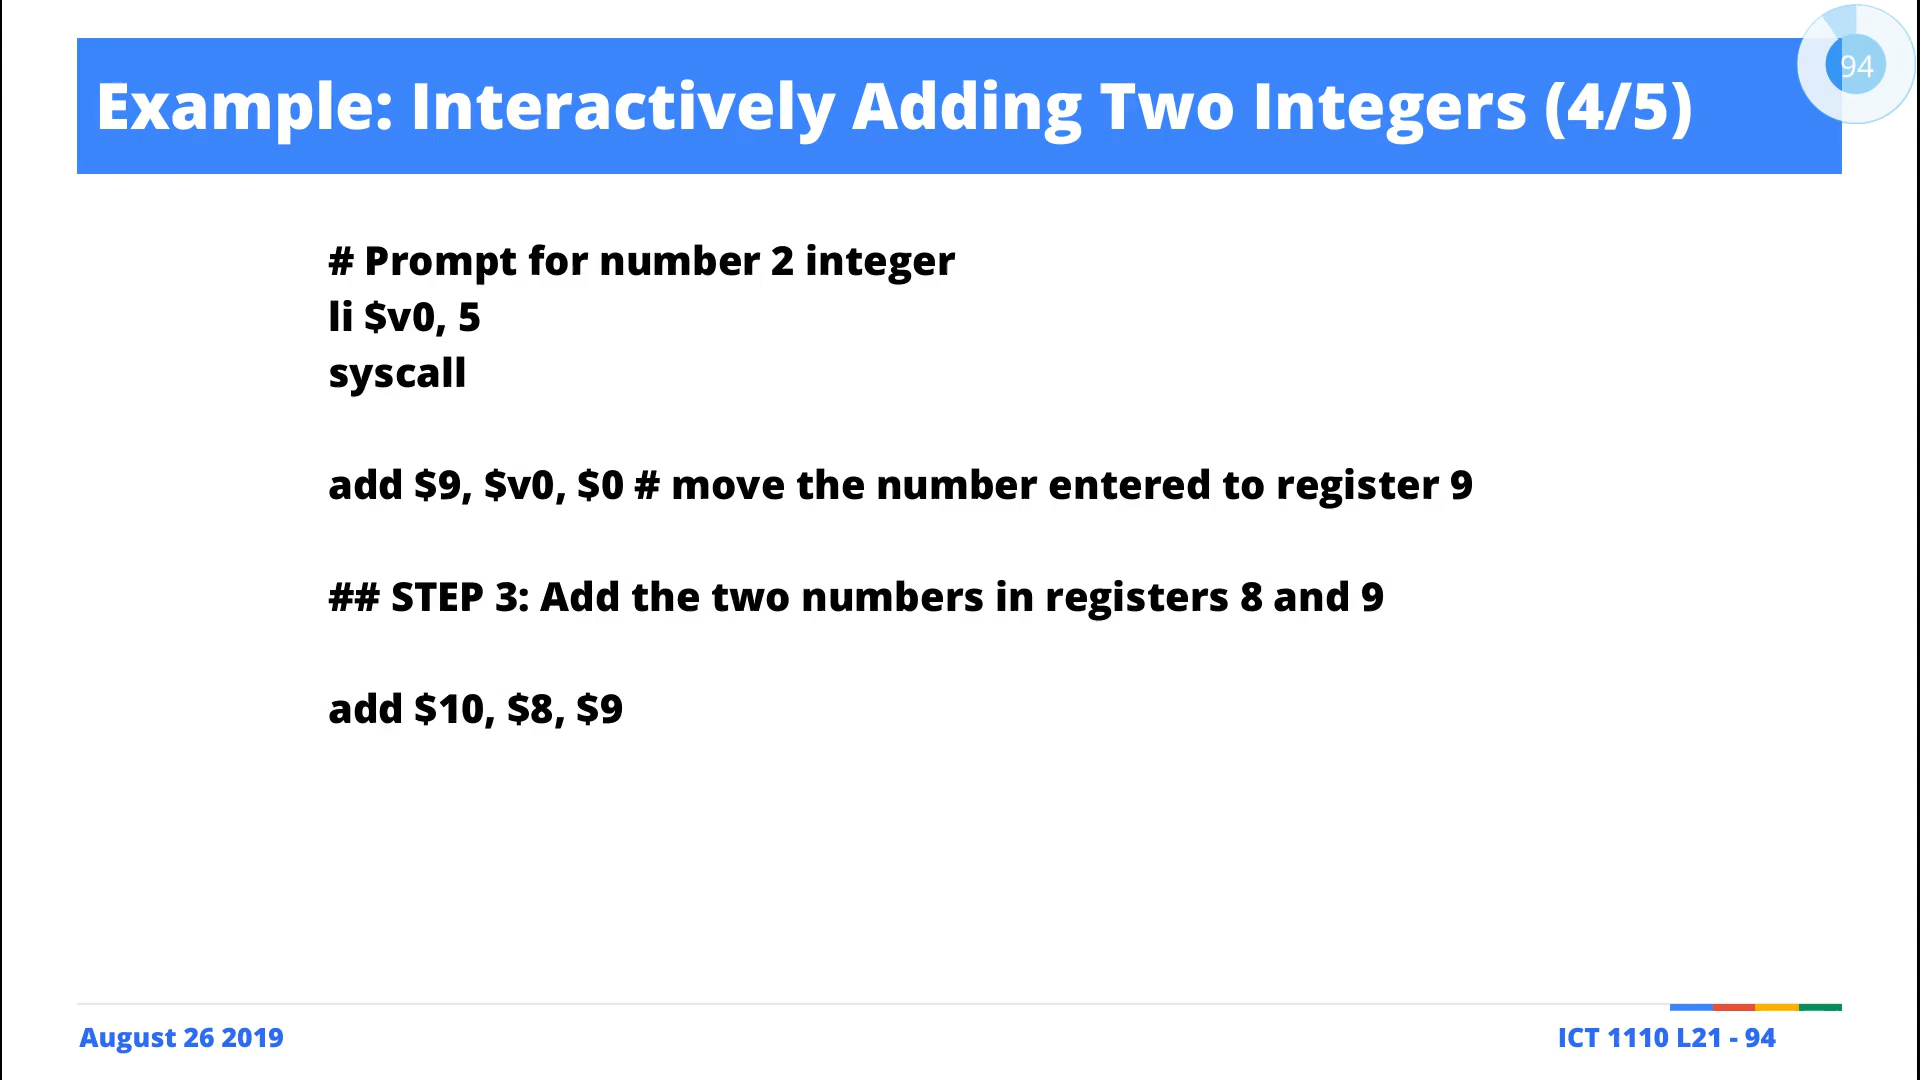 94
Example: Interactively Adding Two Integers (4/5)
# Prompt for number 2 integer
li $v0, 5
syscall
add $9, $v0, $0 # move the number entered to register 9
## STEP 3: Add the two numbers in registers 8 and 9
add $10, $8, $9
August 26 2019
ICT 1110 L21 - 94